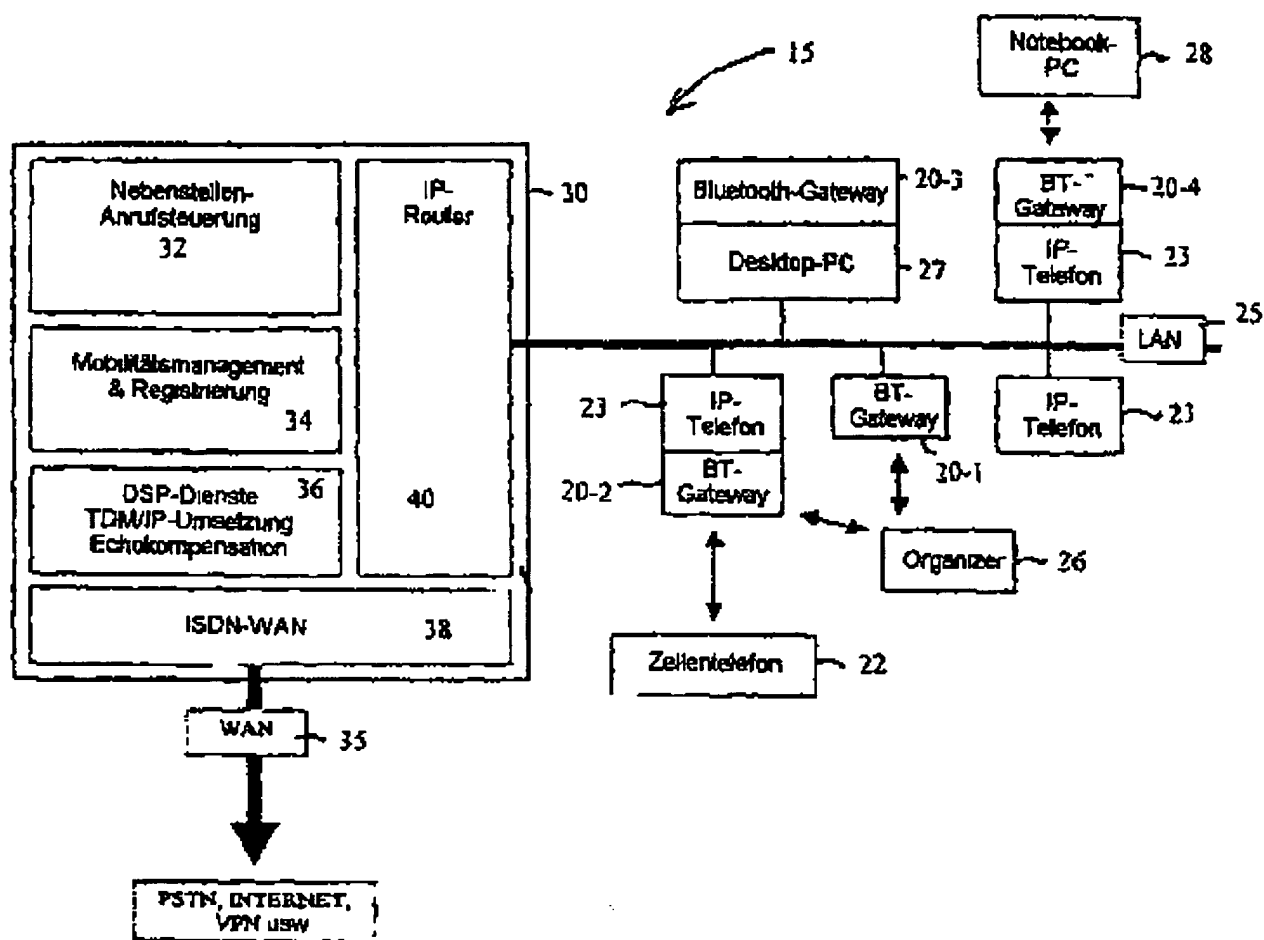 15
Notebook-
PC
28
Nebenstellen-
Anrufsteuerung
32
IP-
Router
30
Bluetooth-Gateway
20-3
Desktop-PC
27
BT-
Gateway
20-4
IP-
Telefon
23
25
LAN
Mobilitätsmanagement
& Registrierung
34
23
IP-
Telefon
BT-
Gateway
20-1
IP-
Telefon
23
DSP-Dienste
36
TDM/IP-Umsetzung
Echokompensation
40
20-2
BT-
Gateway
Organizer
26
ISDN-WAN
38
Zellentelefon
22
WAN
35
PSTN, INTERNET,
VPN usw